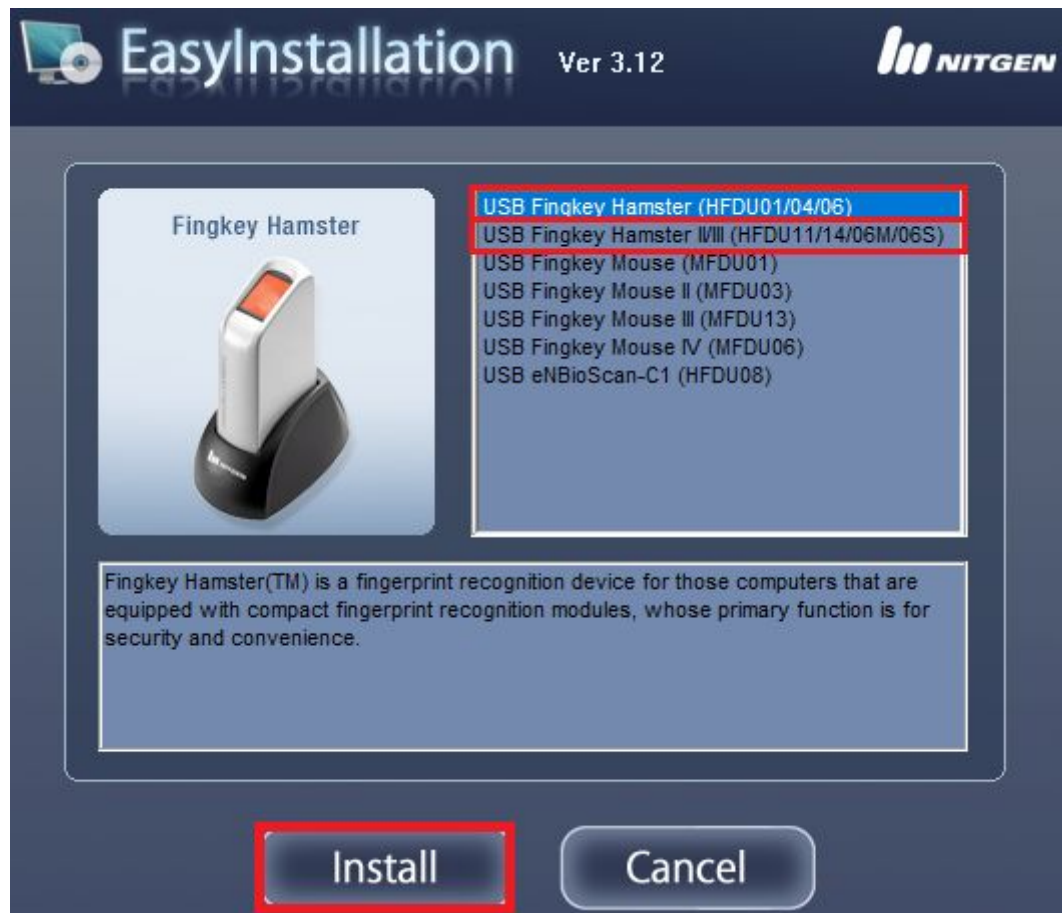 EasyInstallation Ver 3.12 NITGEN
Fingkey Hamster
USB Fingkey Hamster (HFDU01/04/06)
USB Fingkey Hamster II/III (HFDU11/14/06M/06S)
USB Fingkey Mouse (MFDU01)
USB Fingkey Mouse II (MFDU03)
USB Fingkey Mouse III (MFDU13)
USB Fingkey Mouse IV (MFDU06)
USB eNBioScan-C1 (HFDU08)
NITGEN
Fingkey Hamster(TM) is a fingerprint recognition device for those computers that are
equipped with compact fingerprint recognition modules, whose primary function is for
security and convenience.
Install Cancel